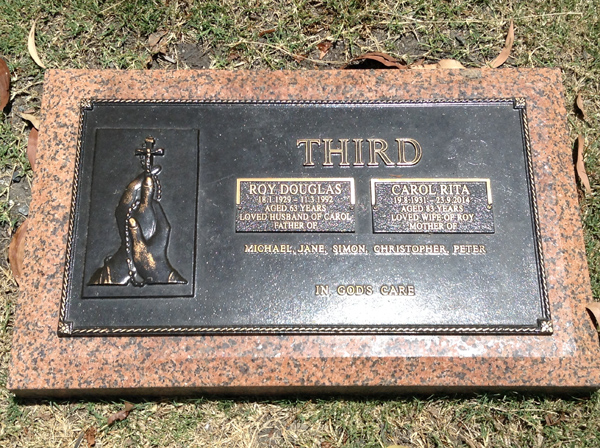 THIRD
ROY DOUGLAS
18.1.1929 – 11.3.1992
AGED 63 YEARS
LOVED HUSBAND OF CAROL
FATHER OF
CAROL RITA
19.8.1931 – 23.9.2014
AGED 83 YEARS
LOVED WIFE OF ROY
MOTHER OF
MICHAEL, JANE, SIMON, CHRISTOPHER, PETER
IN GOD'S CARE